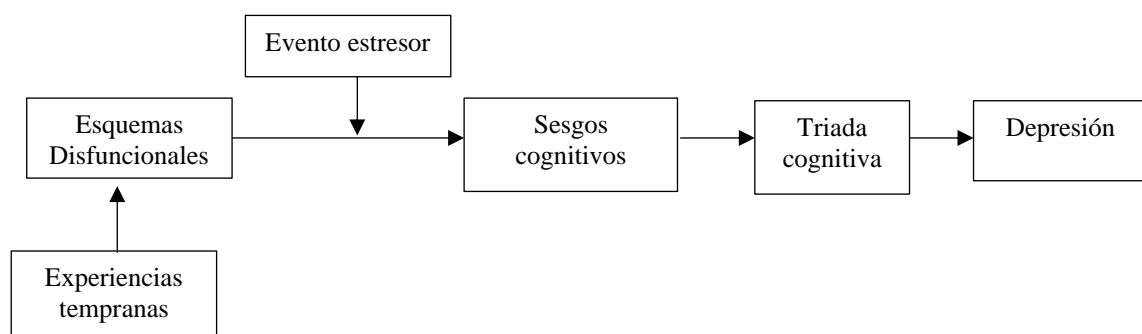 Evento estresor
Esquemas
Disfuncionales
Sesgos
cognitivos
Triada
cognitiva
Depresión
Experiencias
tempranas